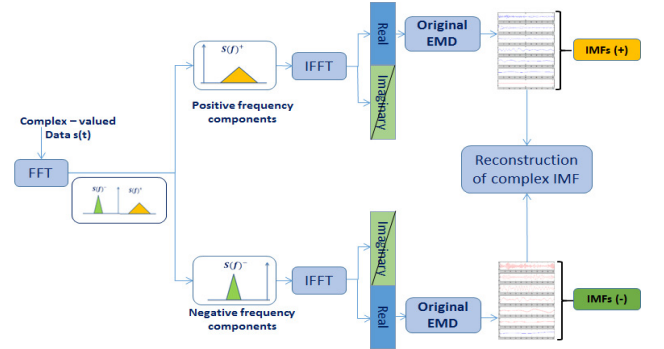 Complex – valued
Data s(t)
FFT
S(f)⁻
S(f)⁺
S(f)⁺
Positive frequency
components
IFFT
Real
Imaginary
Original
EMD
IMFs (+)
Reconstruction
of complex IMF
S(f)⁻
Negative frequency
components
IFFT
Imaginary
Real
Original
EMD
IMFs (-)